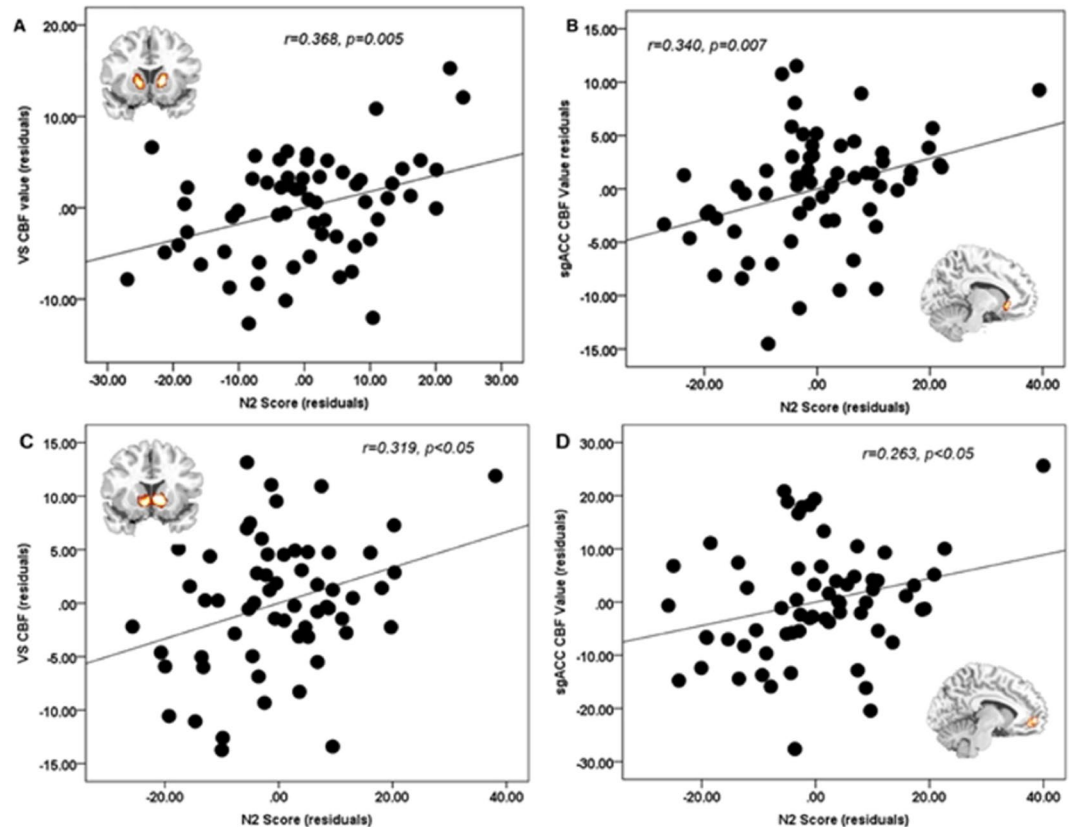 A
r=0.368, p=0.005
VS CBF value (residuals)
20.00
10.00
.00
-10.00
-30.00 -20.00 -10.00 .00 10.00 20.00 30.00
N2 Score (residuals)
B
r=0.340, p=0.007
sgACC CBF Value residuals)
15.00
10.00
5.00
.00
-5.00
-10.00
-15.00
-20.00 .00 20.00 40.00
N2 Score (residuals)
C
r=0.319, p<0.05
VS CBF (residuals)
15.00
10.00
5.00
.00
-5.00
-10.00
-15.00
-20.00 .00 20.00 40.00
N2 Score (residuals)
D
r=0.263, p<0.05
sgACC CBF Value (residuals)
30.00
20.00
10.00
.00
-10.00
-20.00
-30.00
-20.00 .00 20.00 40.00
N2 Score (residuals)